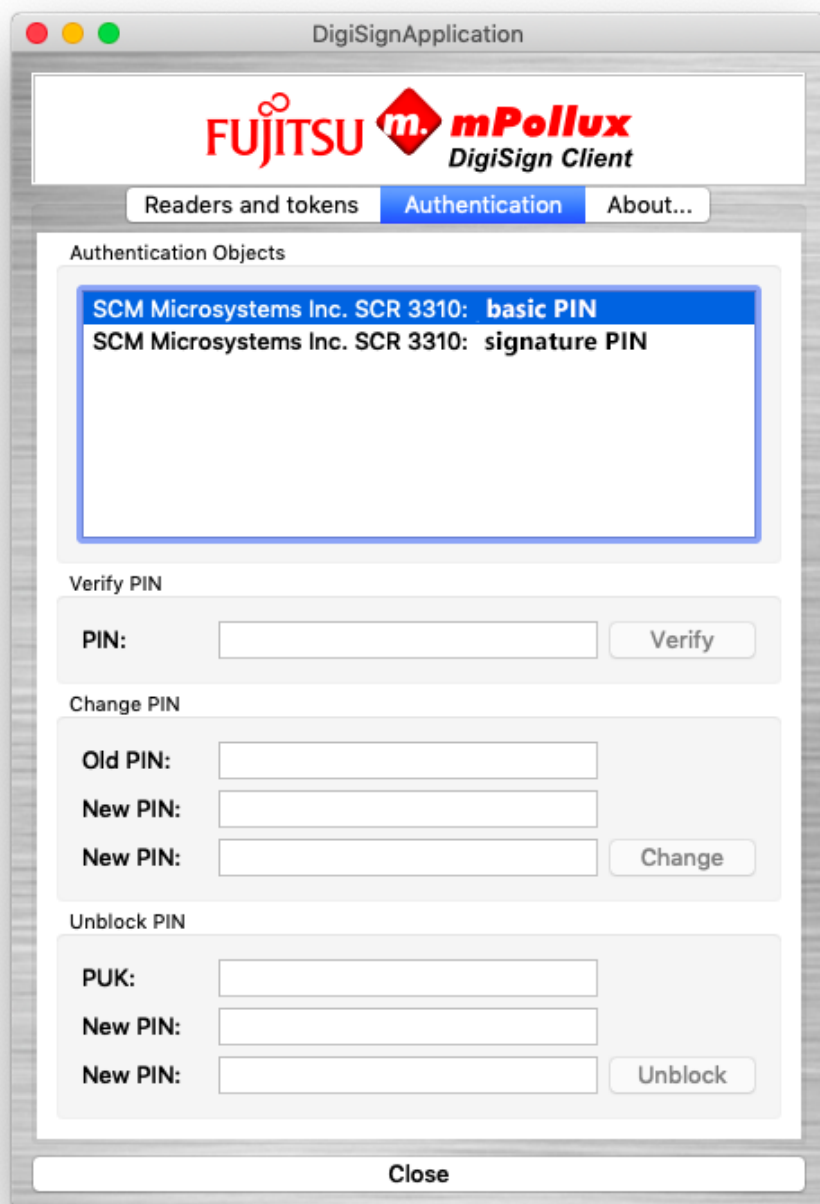 DigiSignApplication
FUJITSU m. mPollux
DigiSign Client
Readers and tokens Authentication About...
Authentication Objects
SCM Microsystems Inc. SCR 3310: basic PIN
SCM Microsystems Inc. SCR 3310: signature PIN
Verify PIN
PIN: Verify
Change PIN
Old PIN:
New PIN:
New PIN: Change
Unblock PIN
PUK:
New PIN:
New PIN: Unblock
Close